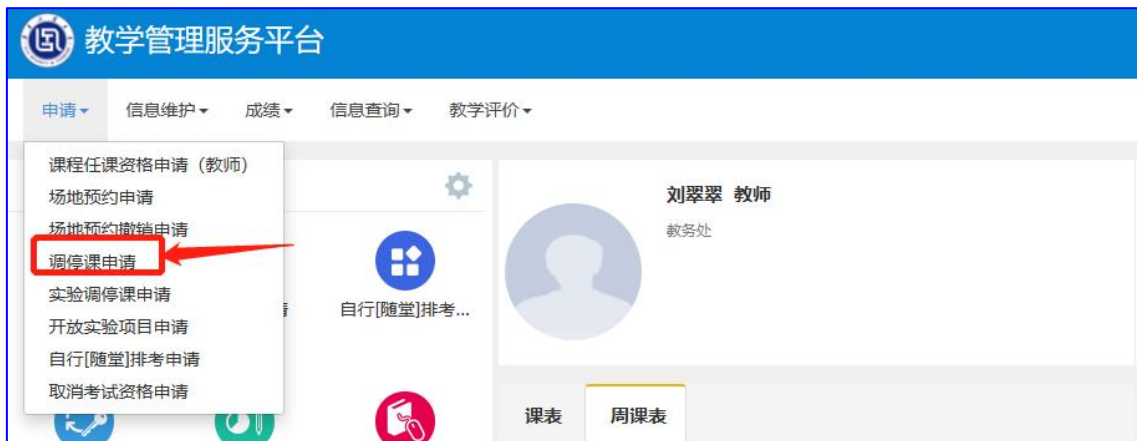 教学管理服务平台
申请 信息维护 成绩 信息查询 教学评价
课程任课资格申请（教师）
场地预约申请
场地预约撤销申请
调停课申请
实验调停课申请
开放实验项目申请
自行[随堂]排考申请
取消考试资格申请
自行[随堂]排考...
刘翠翠 教师
教务处
课表 周课表